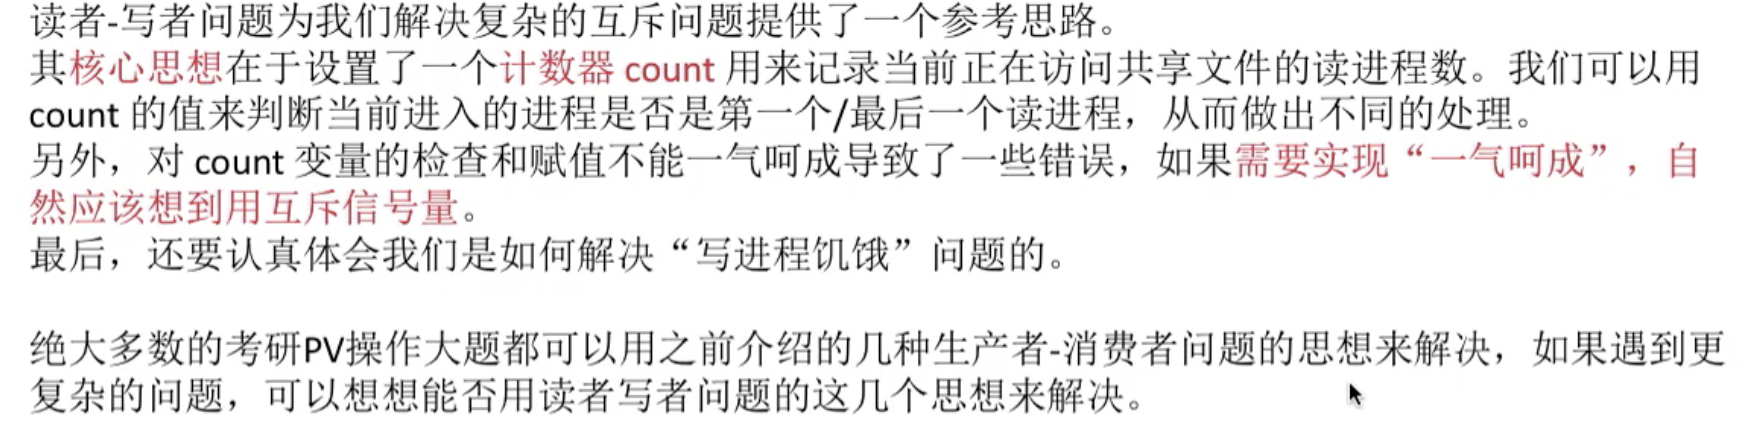 读者-写者问题为我们解决复杂的互斥问题提供了一个参考思路。
其核心思想在于设置了一个计数器 count 用来记录当前正在访问共享文件的读进程数。我们可以用
count 的值来判断当前进入的进程是否是第一个/最后一个读进程，从而做出不同的处理。
另外，对 count 变量的检查和赋值不能一气呵成导致了一些错误，如果需要实现“一气呵成”，自
然应该想到用互斥信号量。
最后，还要认真体会我们是如何解决“写进程饥饿”问题的。
绝大多数的考研PV操作大题都可以用之前介绍的几种生产者-消费者问题的思想来解决，如果遇到更
复杂的问题，可以想想能否用读者写者问题的这几个思想来解决。